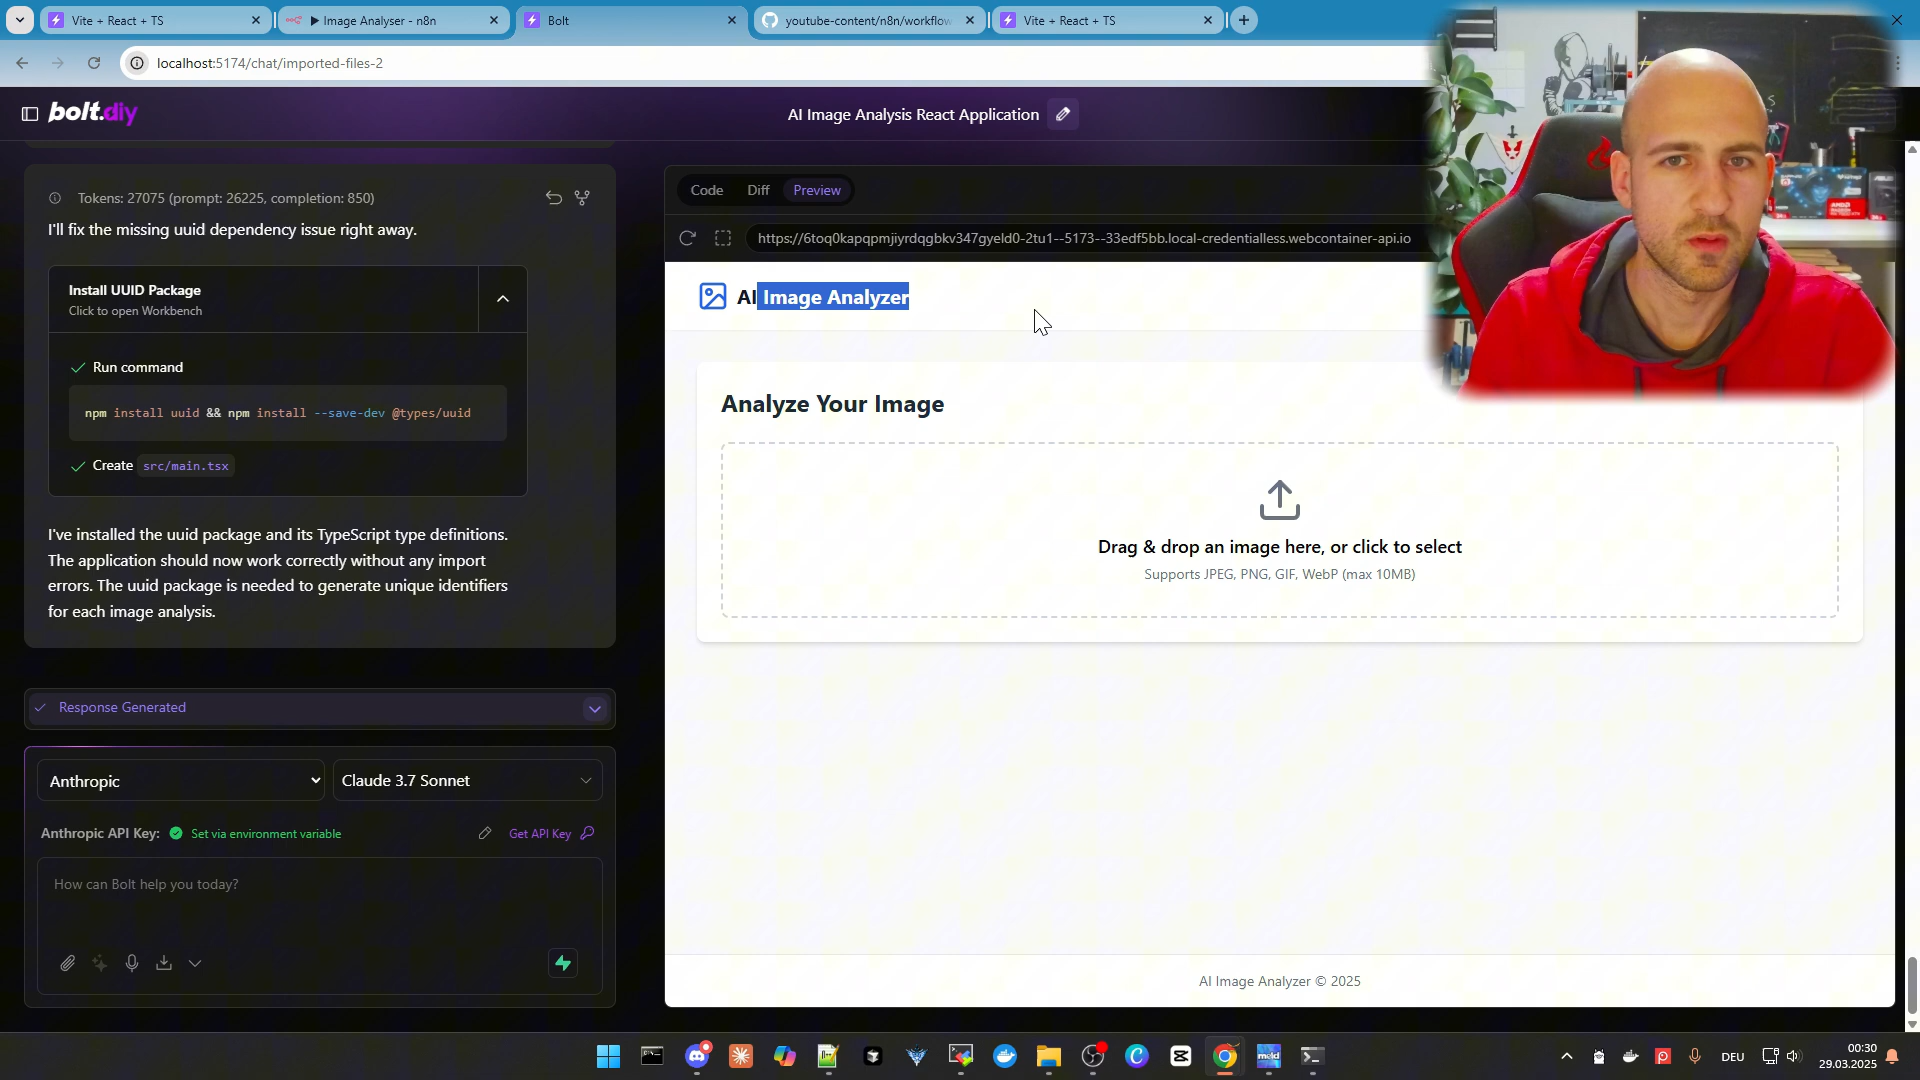 Vite + React + TS
Image Analyser - n8n
Bolt
youtube-content/n8n/workflow
Vite + React + TS
localhost:5174/chat/imported-files-2
bolt.diy
AI Image Analysis React Application
Tokens: 27075 (prompt: 26225, completion: 850)
I'll fix the missing uuid dependency issue right away.
Install UUID Package
Click to open Workbench
Run command
npm install uuid && npm install --save-dev @types/uuid
Create src/main.tsx
I've installed the uuid package and its TypeScript type definitions.
The application should now work correctly without any import
errors. The uuid package is needed to generate unique identifiers
for each image analysis.
Response Generated
Anthropic
Claude 3.7 Sonnet
Anthropic API Key: Set via environment variable
Get API Key
How can Bolt help you today?
Code
Diff
Preview
https://6toq0kapqpmjiyrdqgbkv347gyeld0-2tu1--5173--33edf5bb.local-credentialless.webcontainer-api.io
AI Image Analyzer
Analyze Your Image
Drag & drop an image here, or click to select
Supports JPEG, PNG, GIF, WebP (max 10MB)
AI Image Analyzer © 2025
DEU
00:30
29.03.2025